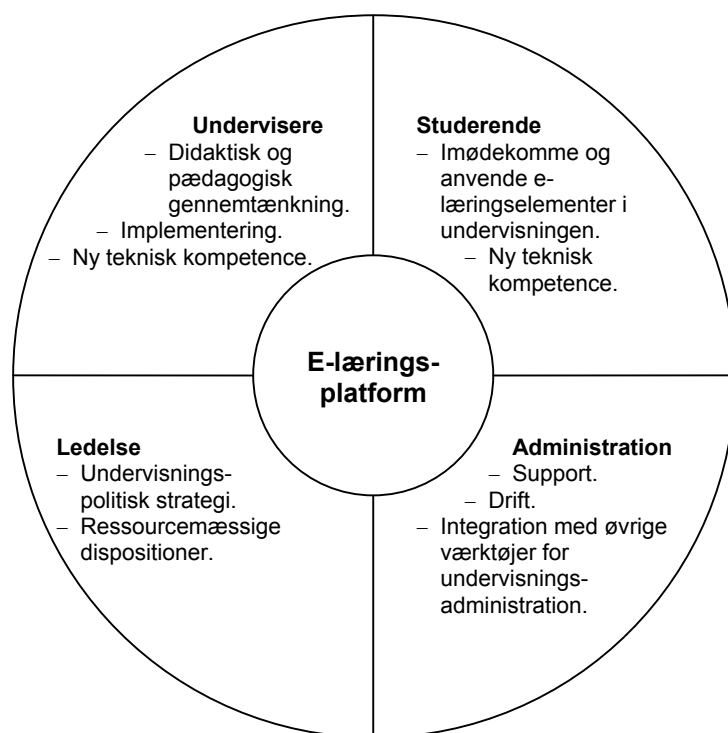 Undervisere
– Didaktisk og
pædagogisk
gennemtænkning.
– Implementering.
– Ny teknisk kompetence.
Studerende
– Imødekomme og
anvende e-
læringselementer i
undervisningen.
– Ny teknisk
kompetence.
E-lærings-
platform
Ledelse
– Undervisnings-
politisk strategi.
– Ressourcemæssige
dispositioner.
Administration
– Support.
– Drift.
– Integration med øvrige
værktøjer for
undervisnings-
administration.